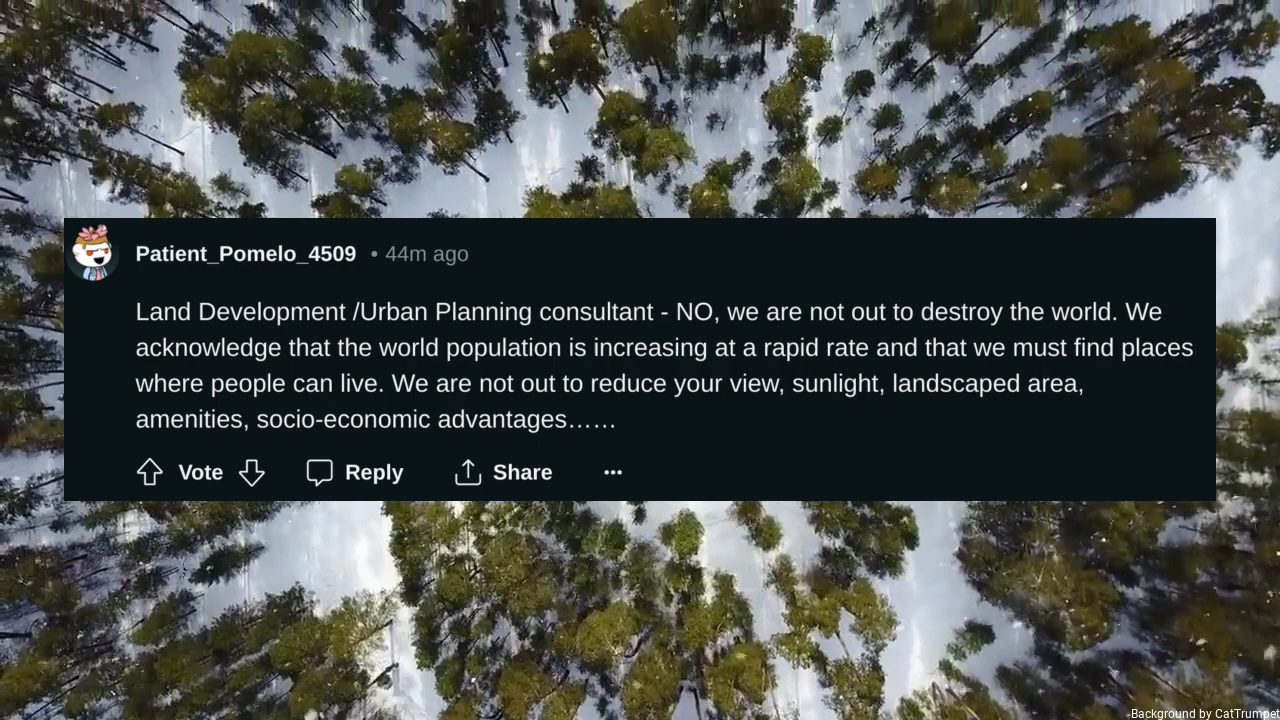 Patient_Pomelo_4509 • 44m ago
Land Development /Urban Planning consultant - NO, we are not out to destroy the world. We
acknowledge that the world population is increasing at a rapid rate and that we must find places
where people can live. We are not out to reduce your view, sunlight, landscaped area,
amenities, socio-economic advantages……
Vote Reply Share ···
Background by CatTrumpet